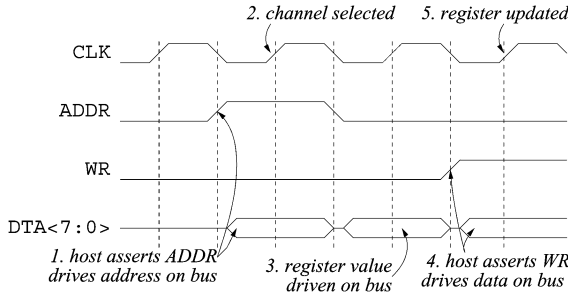 2. channel selected
5. register updated
CLK
ADDR
WR
DTA<7:0>
1. host asserts ADDR
drives address on bus
3. register value
driven on bus
4. host asserts WR
drives data on bus